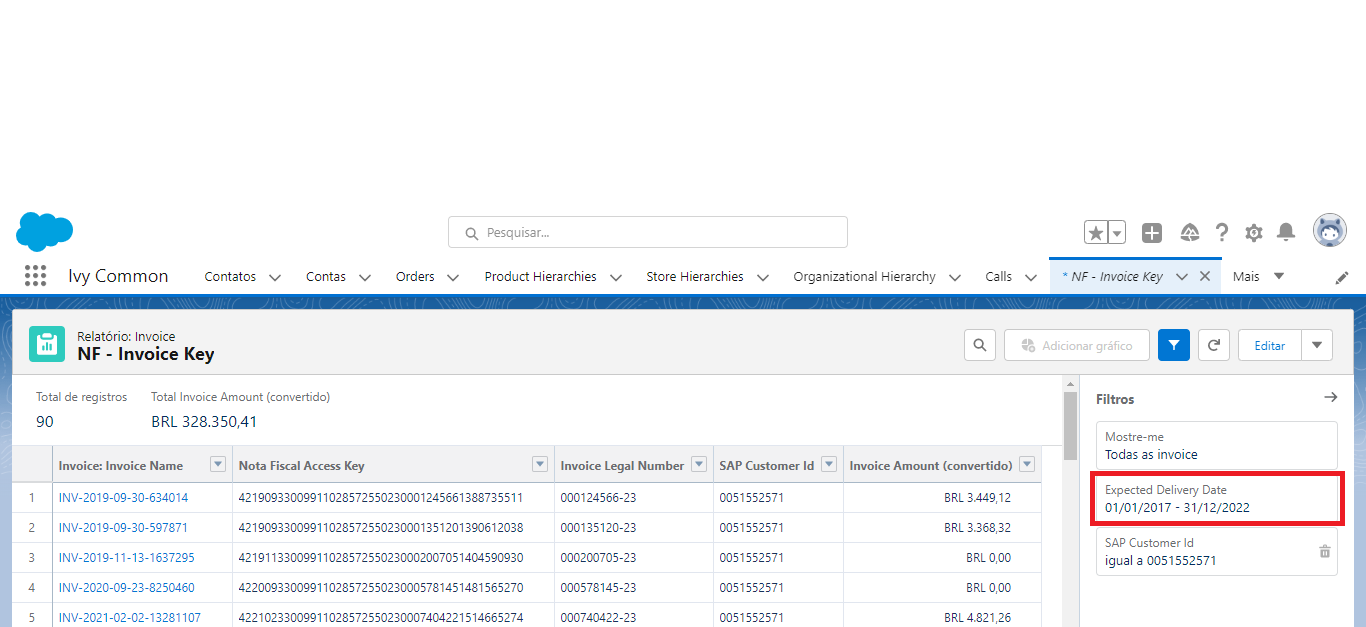 Pesquisar...
Ivy Common Contatos Contas Orders Product Hierarchies Store Hierarchies Organizational Hierarchy Calls * NF - Invoice Key Mais
Relatório: Invoice
NF - Invoice Key
Adicionar gráfico Editar
Total de registros Total Invoice Amount (convertido)
90 BRL 328.350,41
Invoice: Invoice Name Nota Fiscal Access Key Invoice Legal Number SAP Customer Id Invoice Amount (convertido)
1 INV-2019-09-30-634014 42190933009911028572550230001245661388735511 000124566-23 0051552571 BRL 3.449,12
2 INV-2019-09-30-597871 42190933009911028572550230001351201390612038 000135120-23 0051552571 BRL 3.368,32
3 INV-2019-11-13-1637295 42191133009911028572550230002007051404590930 000200705-23 0051552571 BRL 0,00
4 INV-2020-09-23-8250460 42200933009911028572550230005781451481565270 000578145-23 0051552571 BRL 0,00
5 INV-2021-02-02-13281107 42210233009911028572550230007404221514665274 000740422-23 0051552571 BRL 4.821,26
Filtros
Mostre-me
Todas as invoice
Expected Delivery Date
01/01/2017 - 31/12/2022
SAP Customer Id
igual a 0051552571